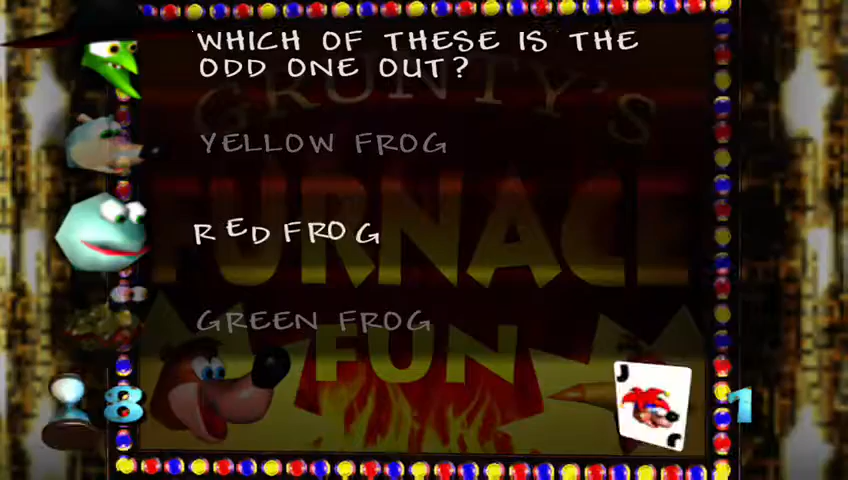 WHICH OF THESE IS THE
ODD ONE OUT?
GRUNTY'S
YELLOW FROG
RED FROG
FURNACE
GREEN FROG
FUN
8
J
J
1